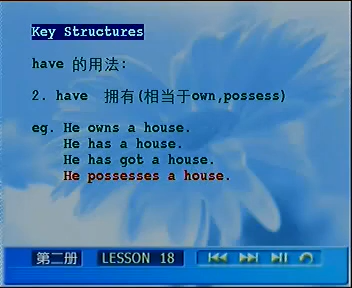 Key Structures
have 的用法:
2. have 拥有(相当于own,possess)
eg. He owns a house.
He has a house.
He has got a house.
He possesses a house.
第二册 LESSON 18